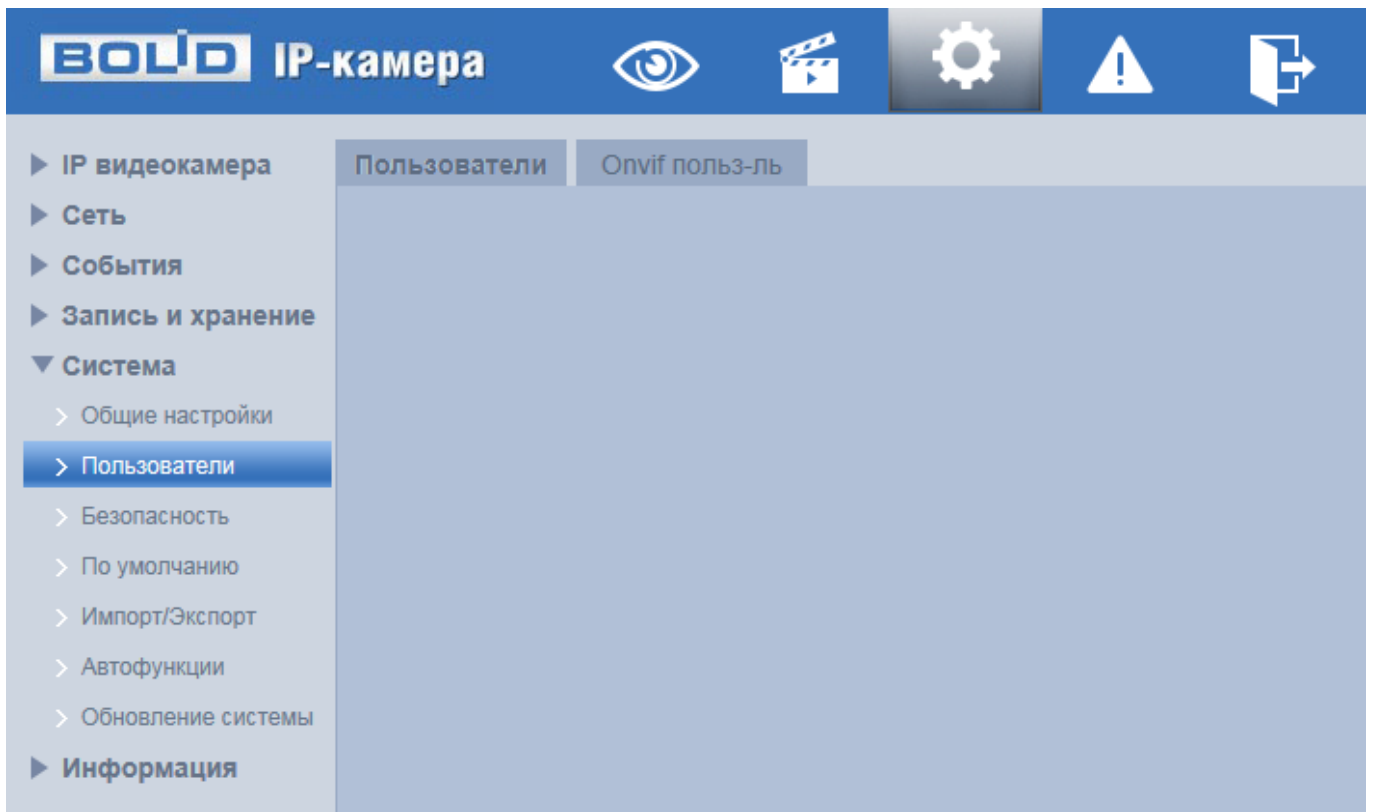 BOLID IP-камера
IP видеокамера
Сеть
События
Запись и хранение
Система
Общие настройки
Пользователи
Безопасность
По умолчанию
Импорт/Экспорт
Автофункции
Обновление системы
Информация
Пользователи Onvif польз-ль